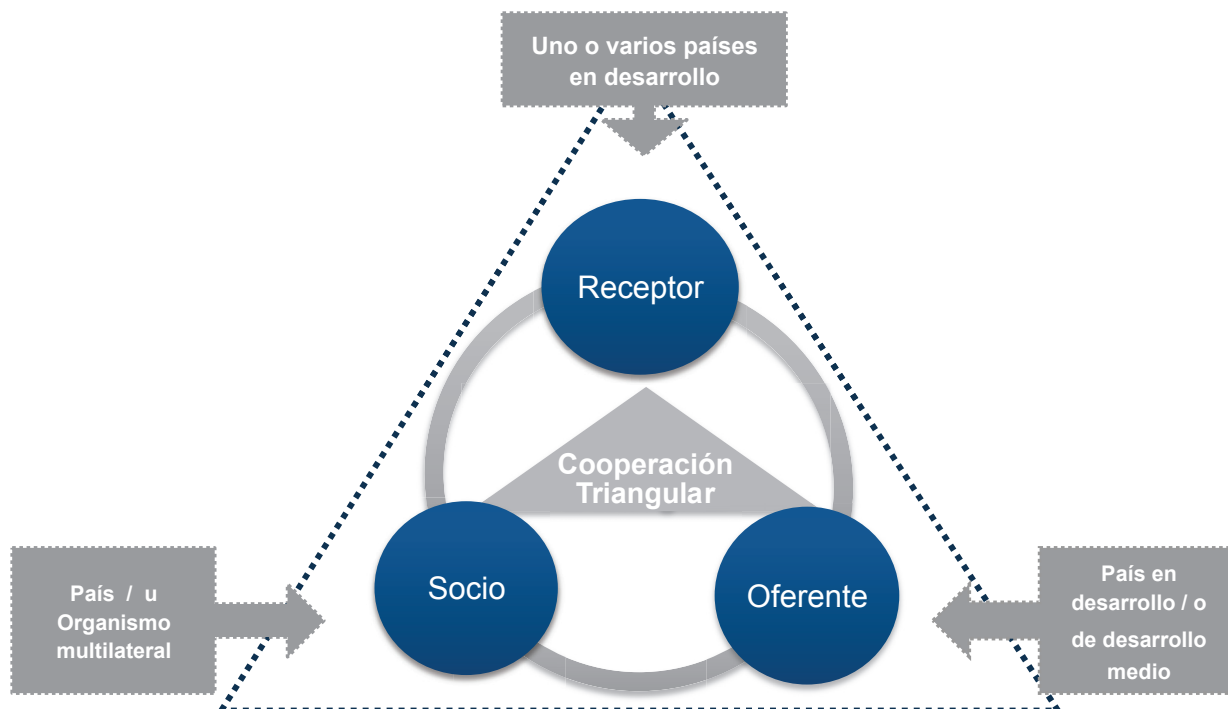 Uno o varios países
en desarrollo
Receptor
Cooperación
Triangular
Socio
Oferente
País / u
Organismo
multilateral
País en
desarrollo / o
de desarrollo
medio